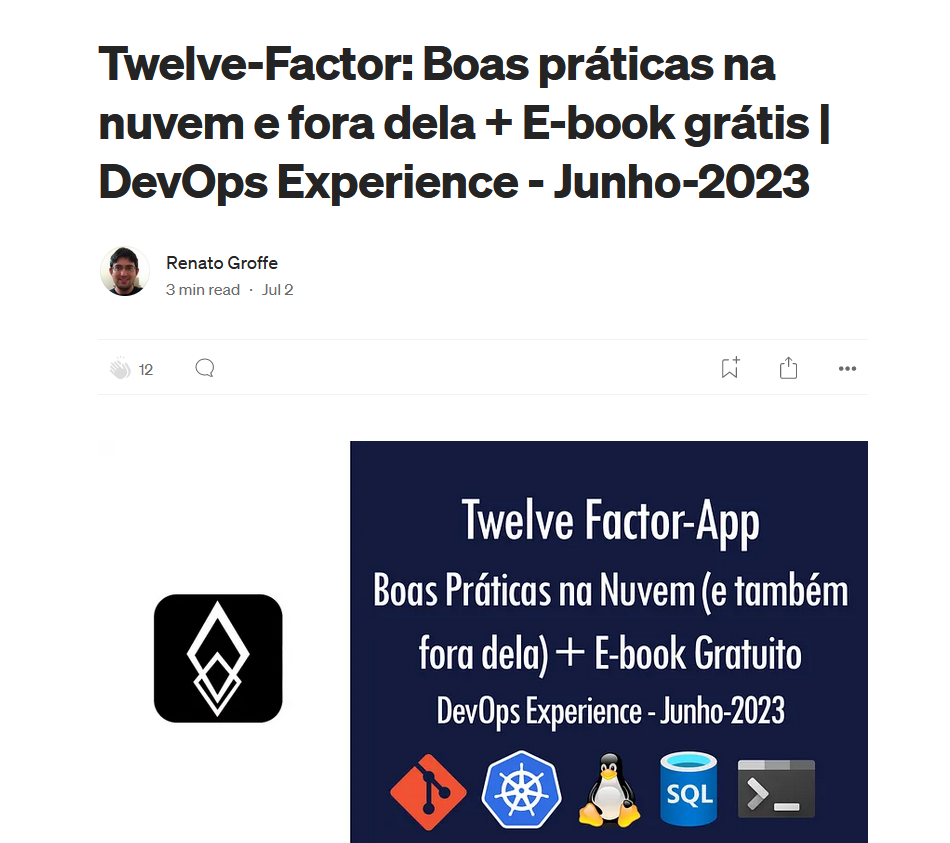 Twelve-Factor: Boas práticas na
nuvem e fora dela + E-book grátis |
DevOps Experience - Junho-2023
Renato Groffe
3 min read · Jul 2
12
Twelve Factor-App
Boas Práticas na Nuvem (e também
fora dela) + E-book Gratuito
DevOps Experience - Junho-2023
SQL